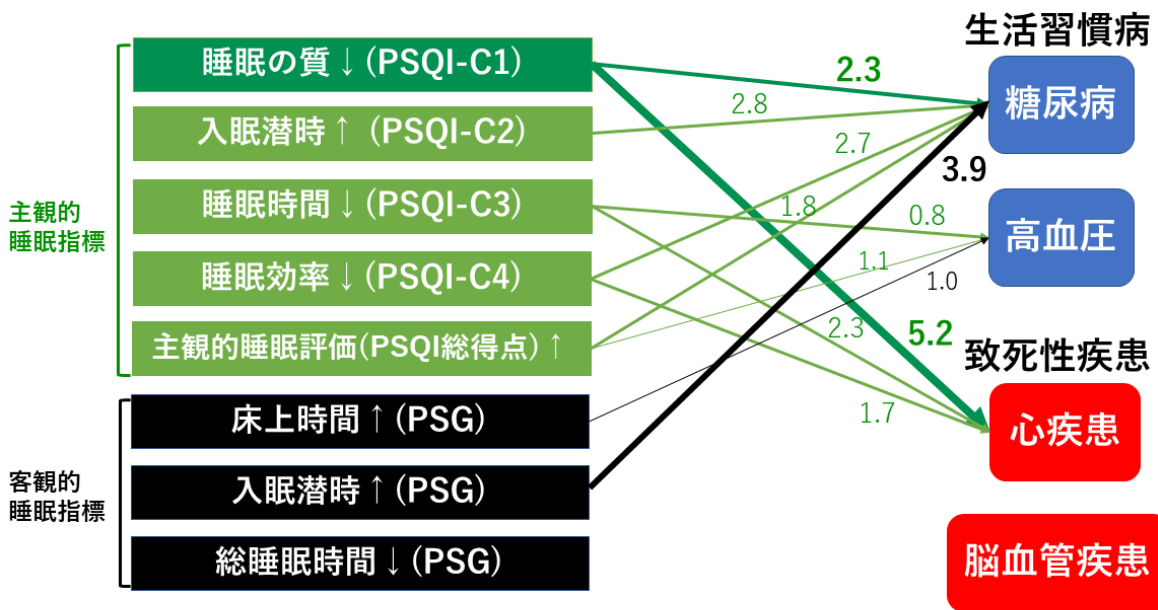 生活習慣病
睡眠の質↓(PSQI-C1)
2.3
糖尿病
入眠潜時↑ (PSQI-C2)
2.8
2.7
3.9
主観的
睡眠指標
睡眠時間↓(PSQI-C3)
1.8
0.8
高血圧
睡眠効率↓(PSQI-C4)
1.1
1.0
主観的睡眠評価(PSQI総得点) ↑
2.3
5.2
致死性疾患
床上時間↑(PSG)
1.7
心疾患
客観的
睡眠指標
入眠潜時↑(PSG)
総睡眠時間↓(PSG)
脳血管疾患